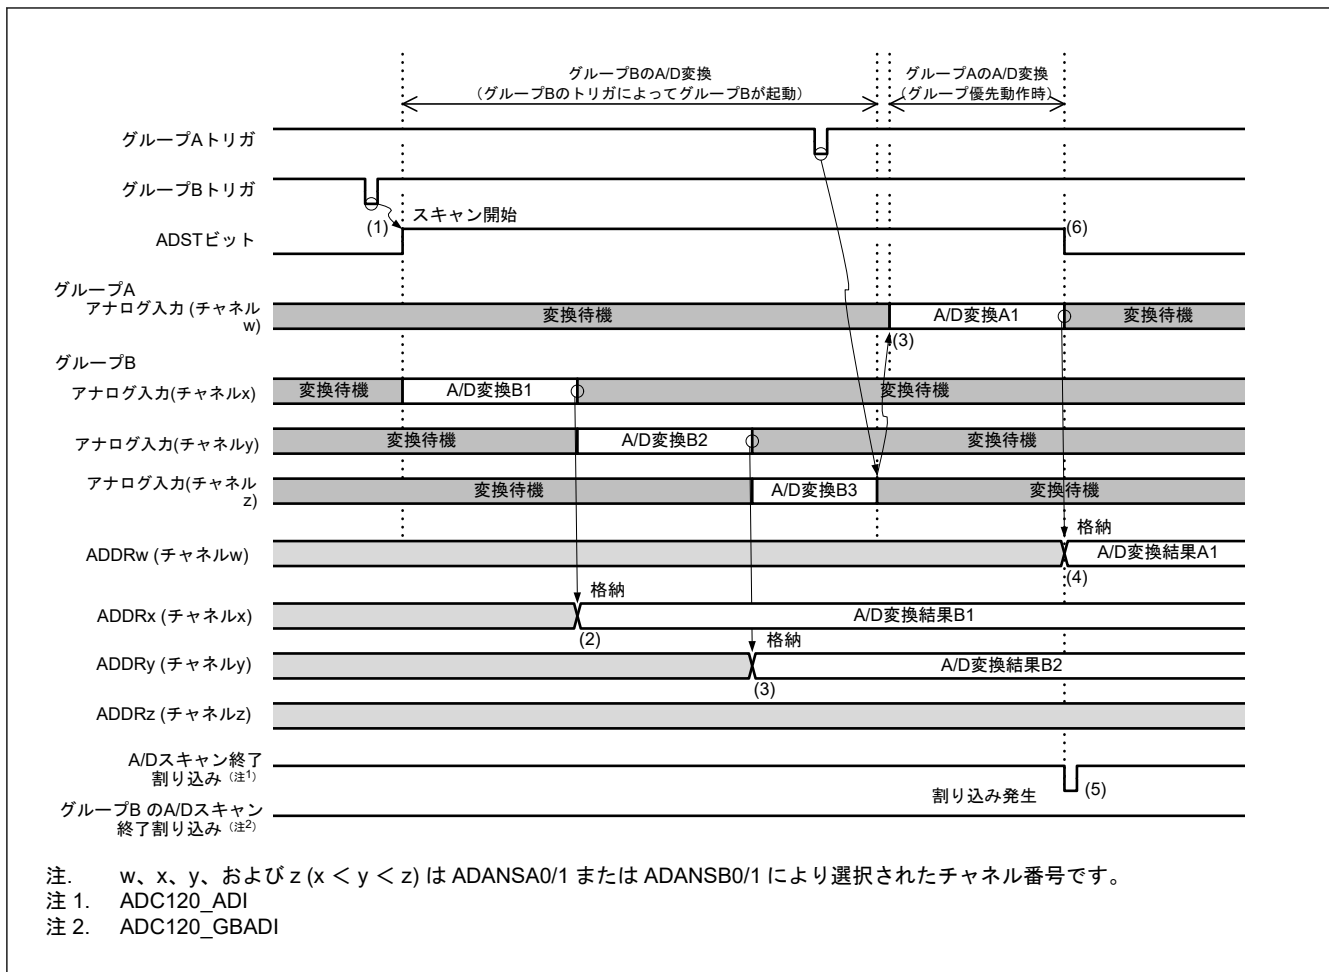 グループBのA/D変換
（グループBのトリガによってグループBが起動）
グループAのA/D変換
（グループ優先動作時）
グループAトリガ
グループBトリガ
(1)
スキャン開始
(6)
ADSTビット
グループA
アナログ入力 (チャネル
w)
変換待機
A/D変換A1
変換待機
(3)
グループB
アナログ入力(チャネルx)
変換待機
A/D変換B1
変換待機
アナログ入力(チャネルy)
変換待機
A/D変換B2
変換待機
アナログ入力(チャネル
z)
変換待機
A/D変換B3
変換待機
格納
ADDRw (チャネルw)
A/D変換結果A1
(4)
格納
ADDRx (チャネルx)
A/D変換結果B1
(2)
格納
ADDRy (チャネルy)
A/D変換結果B2
(3)
ADDRz (チャネルz)
A/Dスキャン終了
割り込み（注1）
割り込み発生
(5)
グループB のA/Dスキャン
終了割り込み（注2）
注. w、x、y、および z (x ＜ y ＜ z) は ADANSA0/1 または ADANSB0/1 により選択されたチャネル番号です。
注 1. ADC120_ADI
注 2. ADC120_GBADI